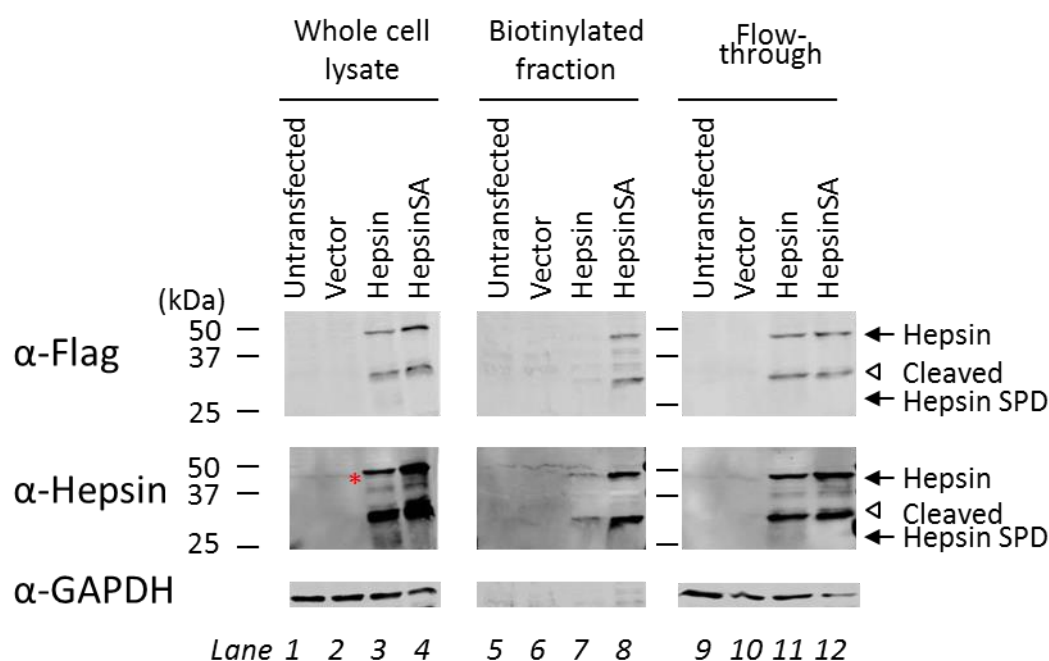 Whole cell
lysate
Biotinylated
fraction
Flow-
through
Untransfected
Vector
Hepsin
HepsinSA
Untransfected
Vector
Hepsin
HepsinSA
Untransfected
Vector
Hepsin
HepsinSA
(kDa)
α-Flag
50
37
25
Hepsin
Cleaved
Hepsin SPD
α-Hepsin
50
37
25
*
Hepsin
Cleaved
Hepsin SPD
α-GAPDH
Lane 1 2 3 4 5 6 7 8 9 10 11 12